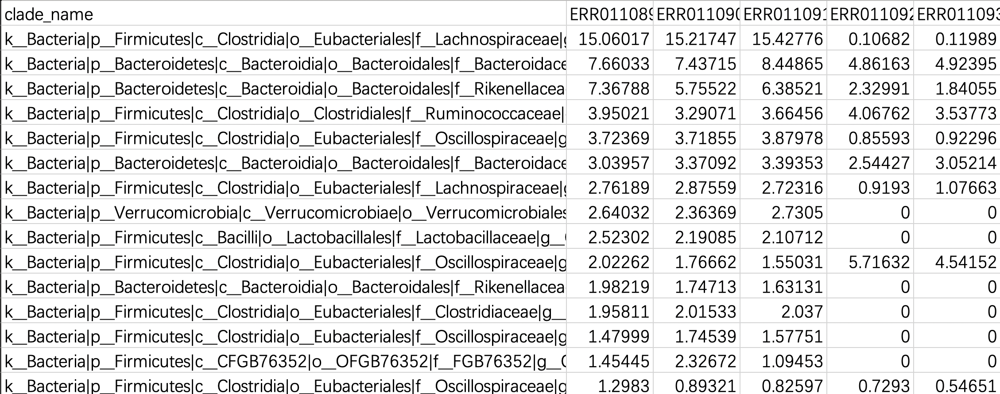 clade_name ERR011089 ERR011090 ERR011091 ERR011092 ERR011093
k__Bacteria|p__Firmicutes|c__Clostridia|o__Eubacteriales|f__Lachnospiraceae|g 15.06017 15.21747 15.42776 0.10682 0.11989
k__Bacteria|p__Bacteroidetes|c__Bacteroidia|o__Bacteroidales|f__Bacteroidace 7.66033 7.43715 8.44865 4.86163 4.92395
k__Bacteria|p__Bacteroidetes|c__Bacteroidia|o__Bacteroidales|f__Rikenellacea 7.36788 5.75522 6.38521 2.32991 1.84055
k__Bacteria|p__Firmicutes|c__Clostridia|o__Clostridiales|f__Ruminococcaceae| 3.95021 3.29071 3.66456 4.06762 3.53773
k__Bacteria|p__Firmicutes|c__Clostridia|o__Eubacteriales|f__Oscillospiraceae|g 3.72369 3.71855 3.87978 0.85593 0.92296
k__Bacteria|p__Bacteroidetes|c__Bacteroidia|o__Bacteroidales|f__Bacteroidace 3.03957 3.37092 3.39353 2.54427 3.05214
k__Bacteria|p__Firmicutes|c__Clostridia|o__Eubacteriales|f__Lachnospiraceae|g 2.76189 2.87559 2.72316 0.9193 1.07663
k__Bacteria|p__Verrucomicrobia|c__Verrucomicrobiae|o__Verrucomicrobiales 2.64032 2.36369 2.7305 0 0
k__Bacteria|p__Firmicutes|c__Bacilli|o__Lactobacillales|f__Lactobacillaceae|g__ 2.52302 2.19085 2.10712 0 0
k__Bacteria|p__Firmicutes|c__Clostridia|o__Eubacteriales|f__Oscillospiraceae|g 2.02262 1.76662 1.55031 5.71632 4.54152
k__Bacteria|p__Bacteroidetes|c__Bacteroidia|o__Bacteroidales|f__Rikenellacea 1.98219 1.74713 1.63131 0 0
k__Bacteria|p__Firmicutes|c__Clostridia|o__Eubacteriales|f__Clostridiaceae|g__ 1.95811 2.01533 2.037 0 0
k__Bacteria|p__Firmicutes|c__Clostridia|o__Eubacteriales|f__Oscillospiraceae|g 1.47999 1.74539 1.57751 0 0
k__Bacteria|p__Firmicutes|c__CFGB76352|o__OFGB76352|f__FGB76352|g__ 1.45445 2.32672 1.09453 0 0
k__Bacteria|p__Firmicutes|c__Clostridia|o__Eubacteriales|f__Oscillospiraceae|g 1.2983 0.89321 0.82597 0.7293 0.54651